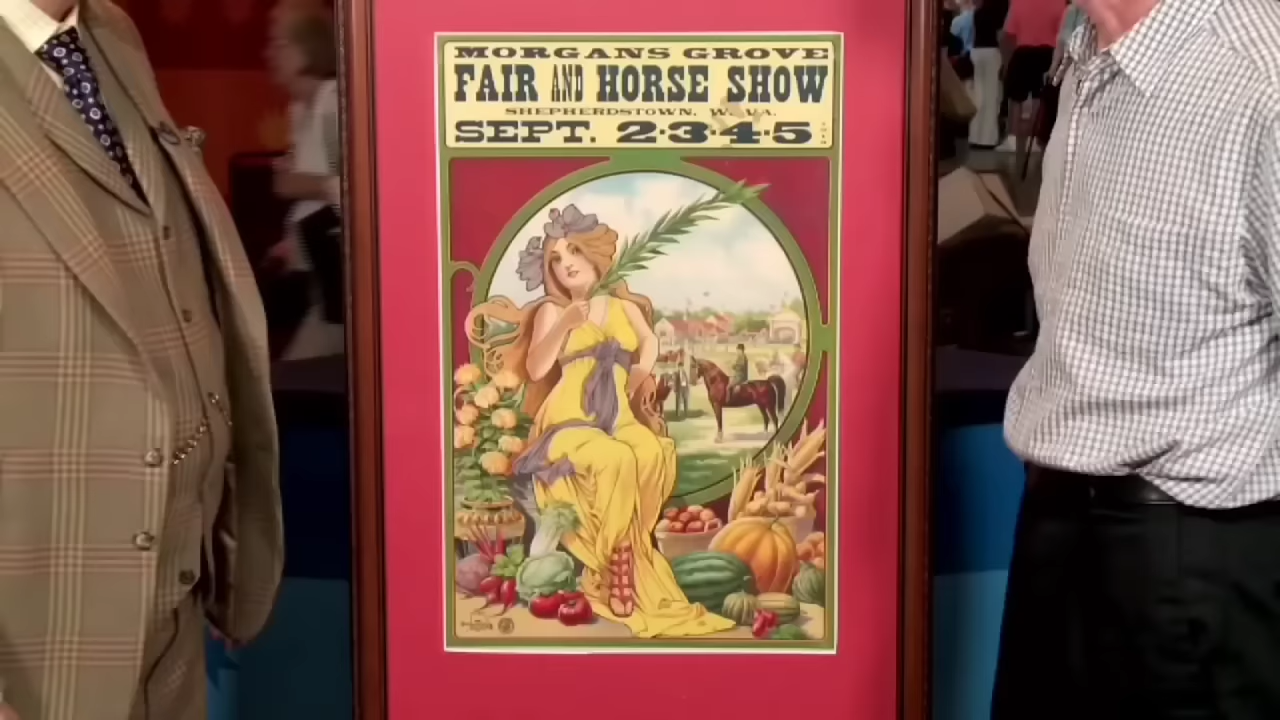 MORGANS GROVE
FAIR AND HORSE SHOW
SHEPHERDSTOWN, W. VA.
SEPT. 2·3·4·5